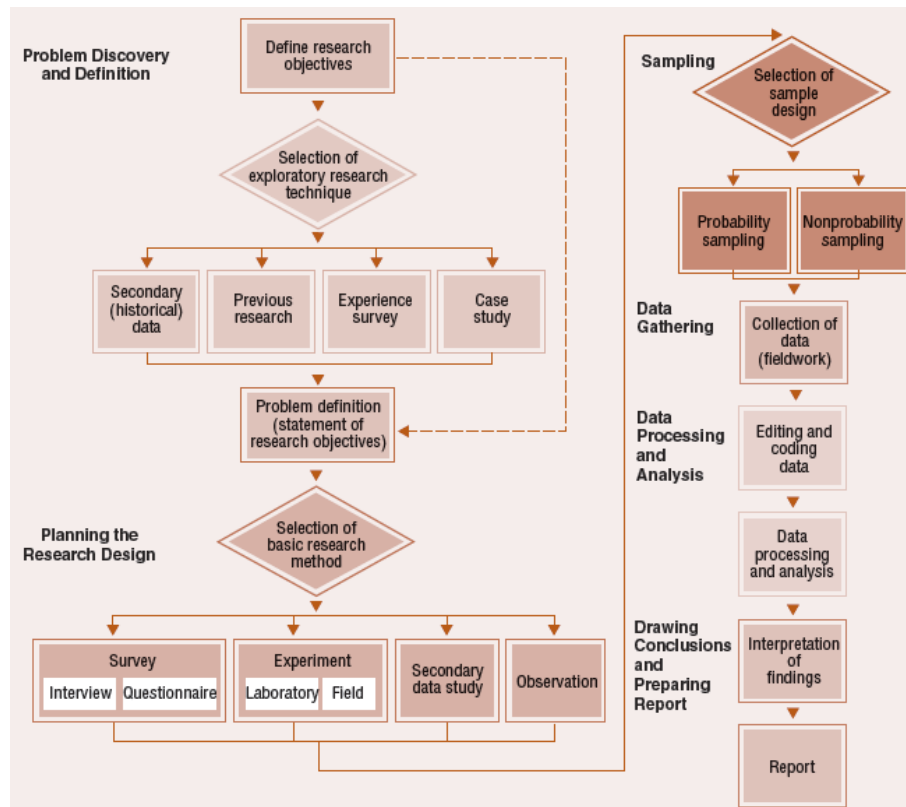 Problem Discovery
and Definition
Define research
objectives
Selection of
exploratory research
technique
Secondary
(historical)
data
Previous
research
Experience
survey
Case
study
Problem definition
(statement of
research objectives)
Planning the
Research Design
Selection of
basic research
method
Survey
Interview
Questionnaire
Experiment
Laboratory
Field
Secondary
data study
Observation
Sampling
Selection of
sample
design
Probability
sampling
Nonprobability
sampling
Data
Gathering
Collection of
data
(fieldwork)
Data
Processing
and
Analysis
Editing and
coding
data
Data
processing
and analysis
Drawing
Conclusions
and
Preparing
Report
Interpretation
of
findings
Report